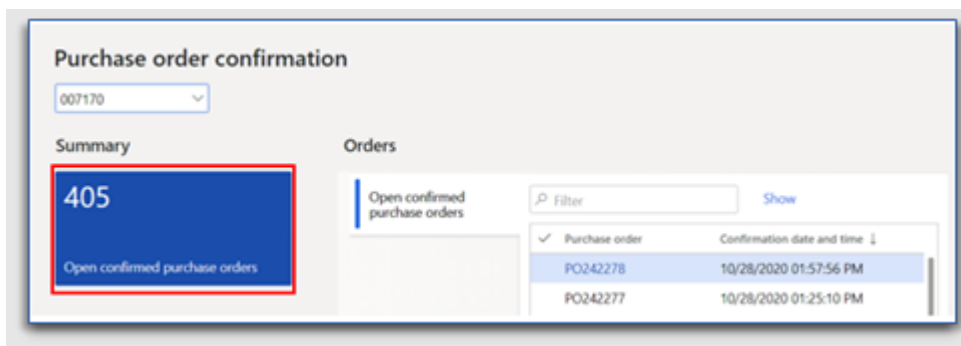 Purchase order confirmation
007170
Summary
Orders
405
Open confirmed purchase orders
Open confirmed
purchase orders
Filter
Show
Purchase order
Confirmation date and time ↓
PO242278
10/28/2020 01:57:56 PM
PO242277
10/28/2020 01:25:10 PM